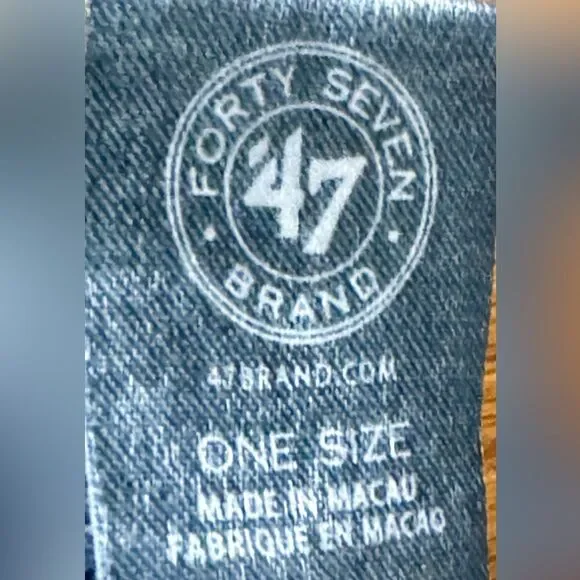 FORTY SEVEN
'47
BRAND
47BRAND.COM
ONE SIZE
MADE IN MACAU
FABRIQUE EN MACAO